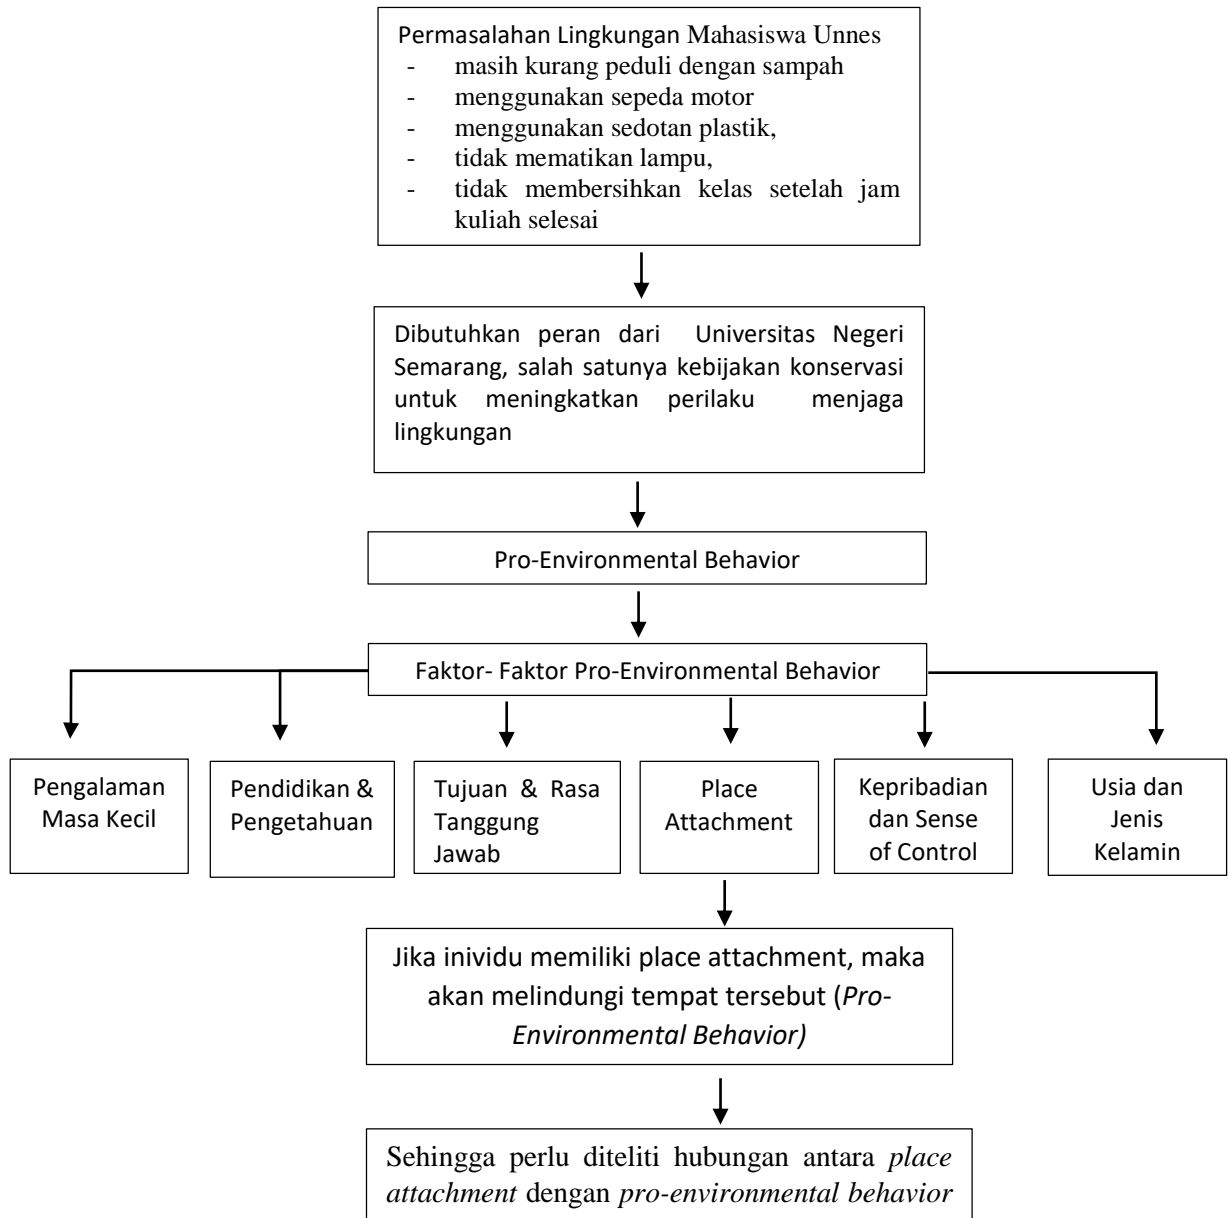 Permasalahan Lingkungan Mahasiswa Unnes
- masih kurang peduli dengan sampah
- menggunakan sepeda motor
- menggunakan sedotan plastik,
- tidak mematikan lampu,
- tidak membersihkan kelas setelah jam
kuliah selesai
Dibutuhkan peran dari Universitas Negeri
Semarang, salah satunya kebijakan konservasi
untuk meningkatkan perilaku menjaga
lingkungan
Pro-Environmental Behavior
Faktor- Faktor Pro-Environmental Behavior
Pengalaman
Masa Kecil
Pendidikan &
Pengetahuan
Tujuan & Rasa
Tanggung
Jawab
Place
Attachment
Kepribadian
dan Sense
of Control
Usia dan
Jenis
Kelamin
Jika inividu memiliki place attachment, maka
akan melindungi tempat tersebut (Pro-
Environmental Behavior)
Sehingga perlu diteliti hubungan antara place
attachment dengan pro-environmental behavior